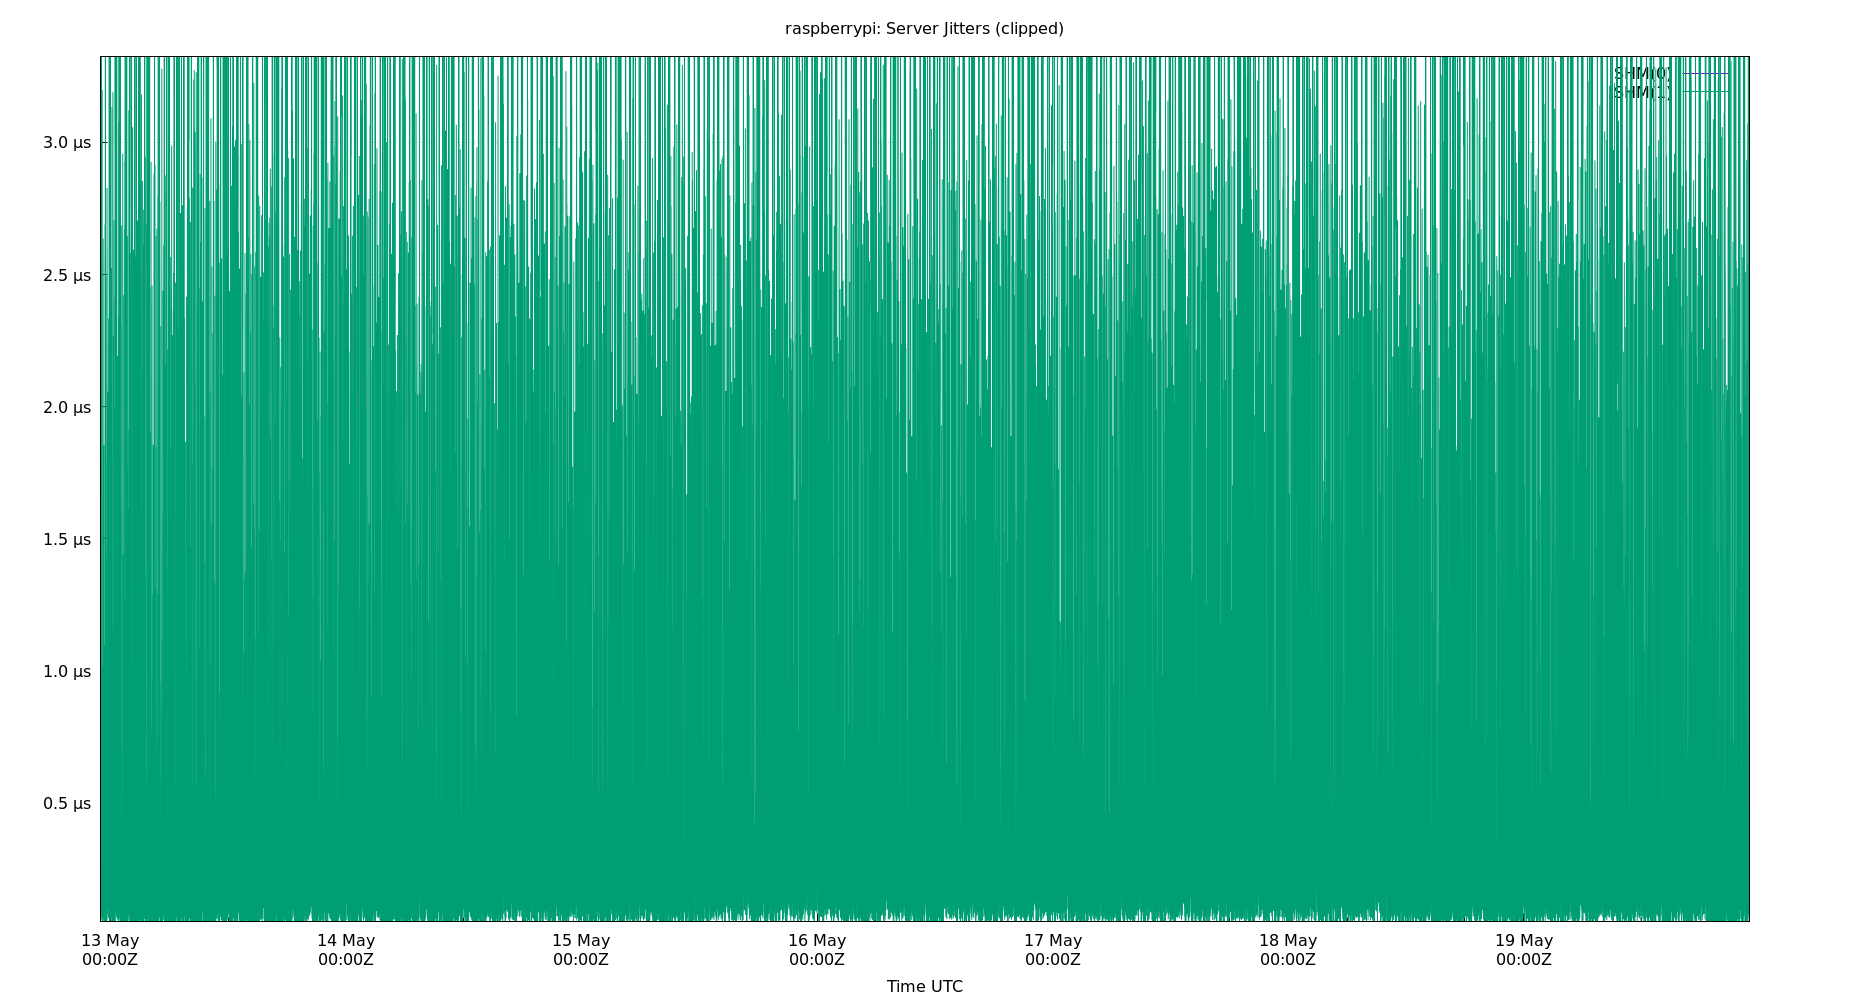 raspberrypi: Server Jitters (clipped)
SHM(0)
SHM(1)
3.0 μs
2.5 μs
2.0 μs
1.5 μs
1.0 μs
0.5 μs
13 May 14 May 15 May 16 May 17 May 18 May 19 May
00:00Z 00:00Z 00:00Z 00:00Z 00:00Z 00:00Z 00:00Z
Time UTC